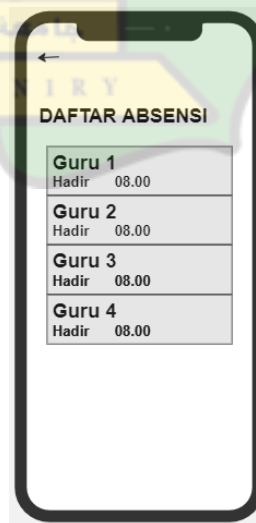 جامعة
N I R Y
DAFTAR ABSENSI
Guru 1
Hadir 08.00
Guru 2
Hadir 08.00
Guru 3
Hadir 08.00
Guru 4
Hadir 08.00